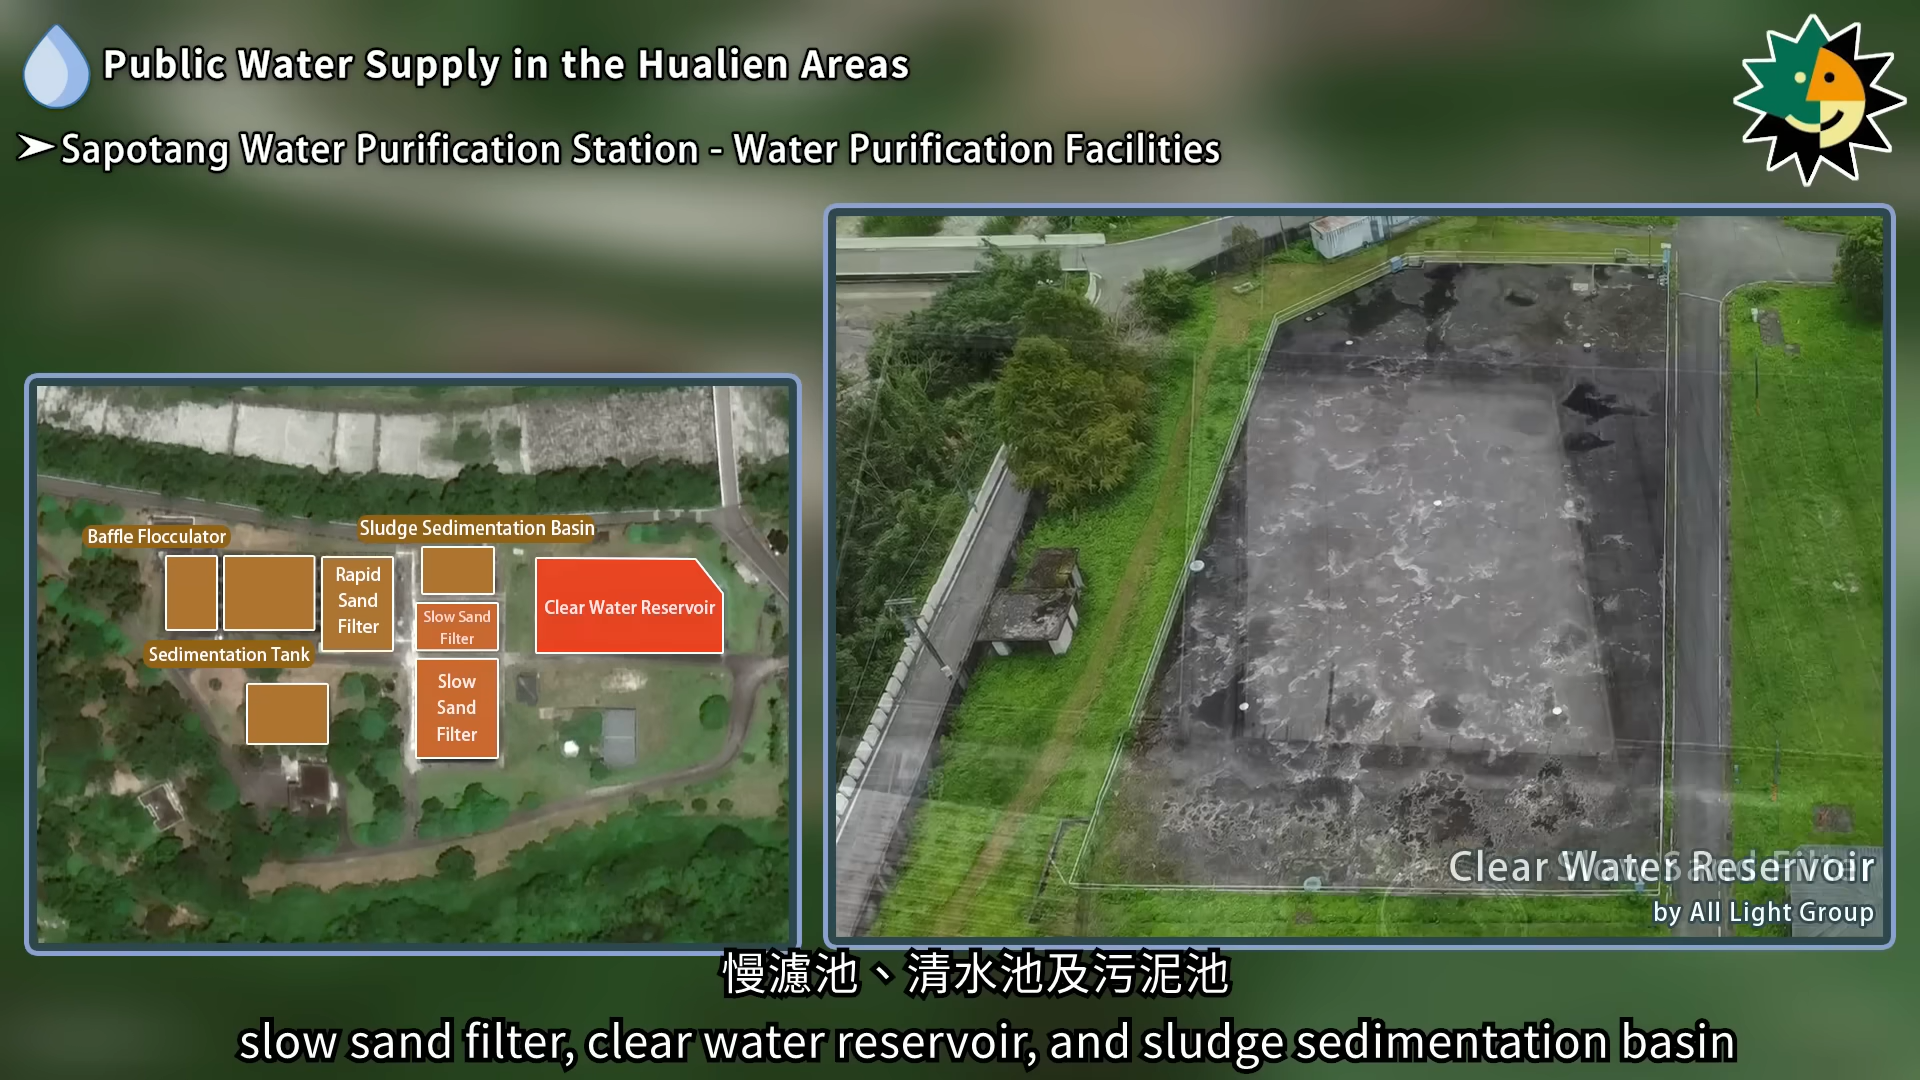 Public Water Supply in the Hualien Areas
Sapotang Water Purification Station - Water Purification Facilities
Baffle Flocculator
Sludge Sedimentation Basin
Rapid
Sand
Filter
Slow Sand
Filter
Clear Water Reservoir
Sedimentation Tank
Slow
Sand
Filter
Clear Water Reservoir
by All Light Group
慢濾池、清水池及污泥池
slow sand filter, clear water reservoir, and sludge sedimentation basin